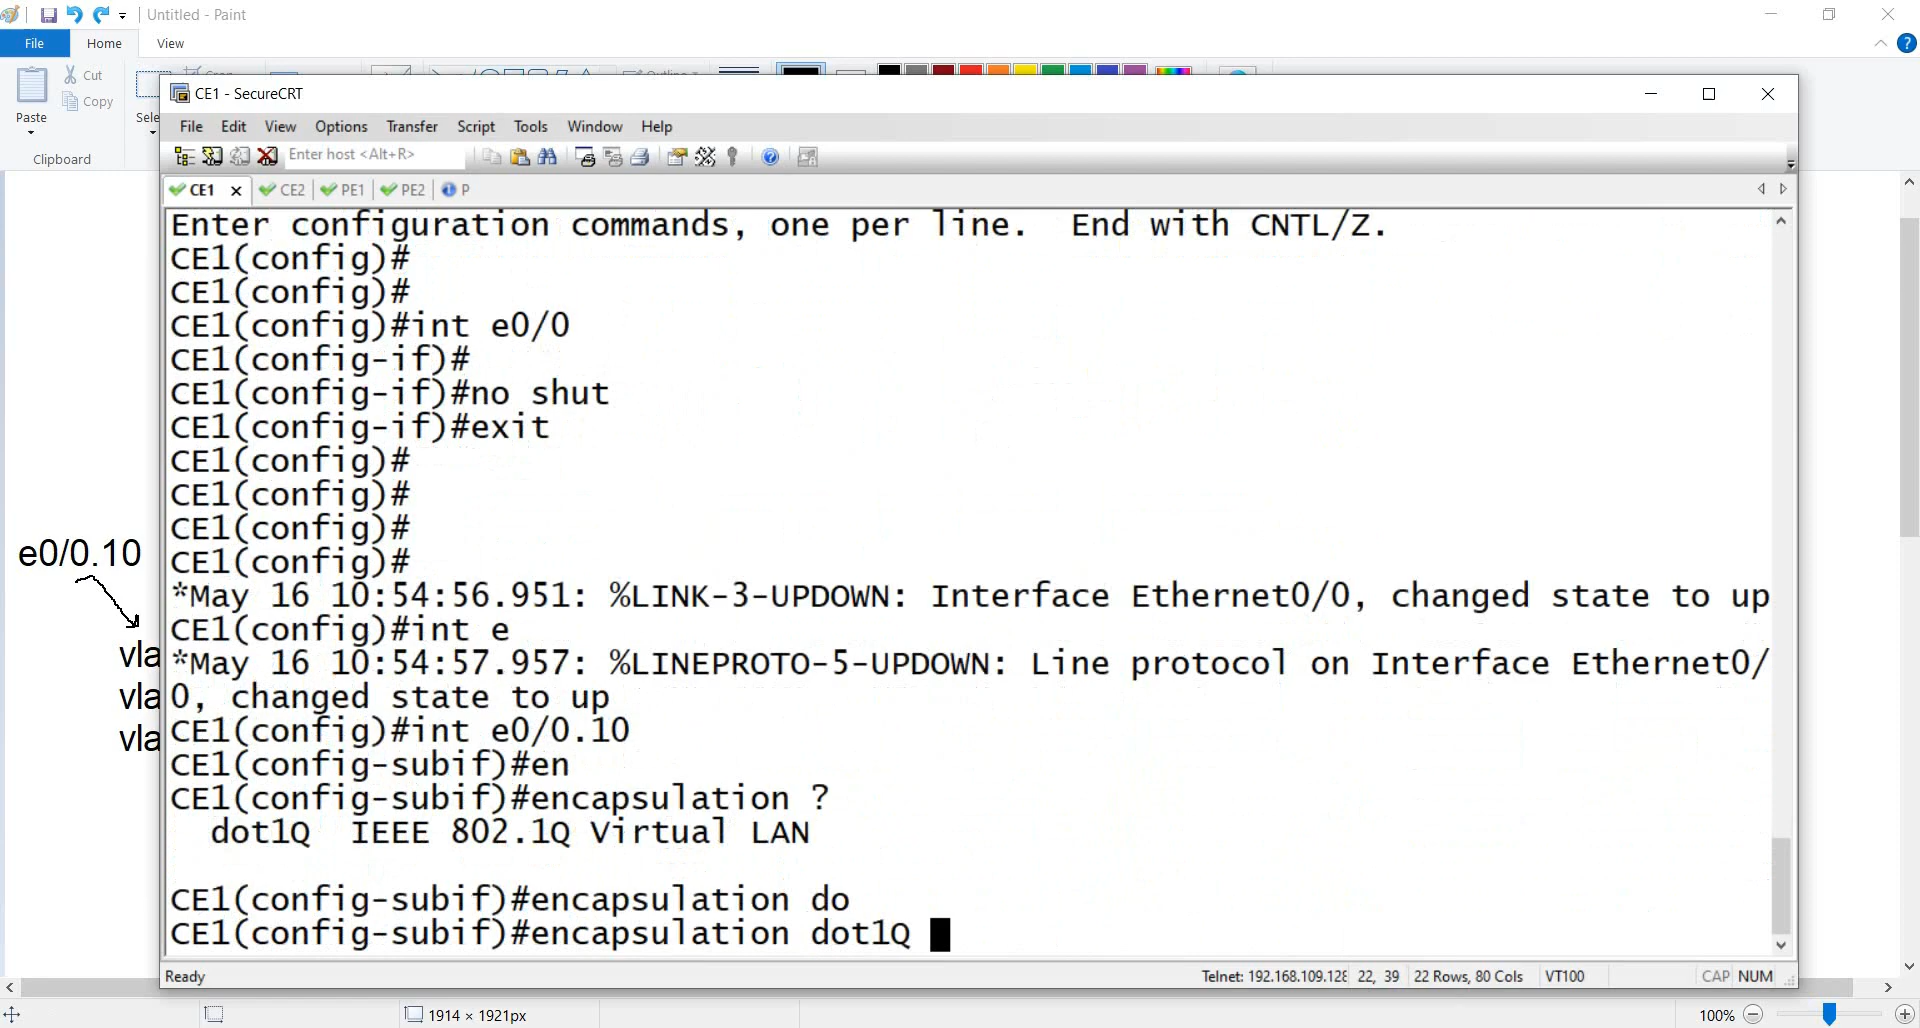 Untitled - Paint
File Home View
Cut
Copy
Paste
Sele
Clipboard
CE1 - SecureCRT
File Edit View Options Transfer Script Tools Window Help
Enter host <Alt+R>
CE1 CE2 PE1 PE2 P
Enter configuration commands, one per line.  End with CNTL/Z.
CE1(config)#
CE1(config)#
CE1(config)#int e0/0
CE1(config-if)#
CE1(config-if)#no shut
CE1(config-if)#exit
CE1(config)#
CE1(config)#
CE1(config)#
CE1(config)#
*May 16 10:54:56.951: %LINK-3-UPDOWN: Interface Ethernet0/0, changed state to up
CE1(config)#int e
*May 16 10:54:57.957: %LINEPROTO-5-UPDOWN: Line protocol on Interface Ethernet0/
0, changed state to up
CE1(config)#int e0/0.10
CE1(config-subif)#en
CE1(config-subif)#encapsulation ?
  dot1Q  IEEE 802.1Q Virtual LAN
CE1(config-subif)#encapsulation do
CE1(config-subif)#encapsulation dot1Q
e0/0.10
vla
vla
vla
Ready Telnet: 192.168.109.128 22, 39 22 Rows, 80 Cols VT100 CAP NUM
1914 × 1921px 100%